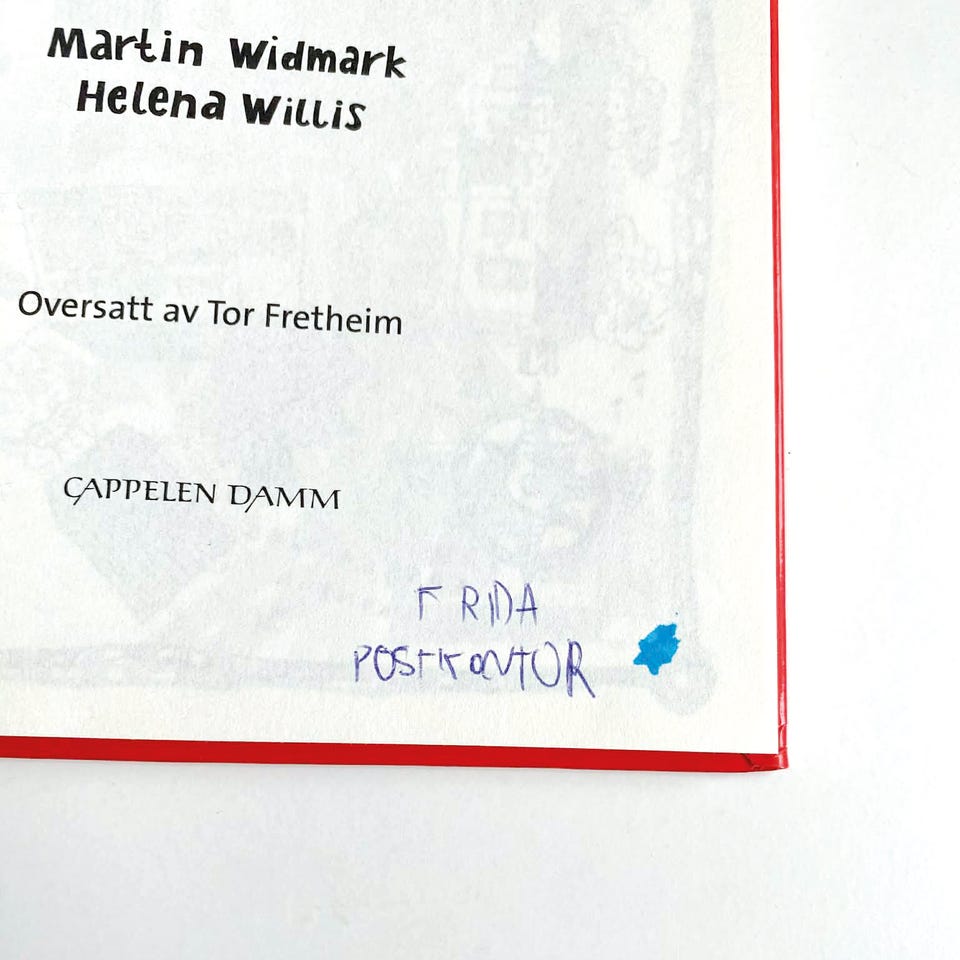 Martin Widmark
Helena Willis
Oversatt av Tor Fretheim
CAPPELEN DAMM
FRIDA
POSTKONTOR